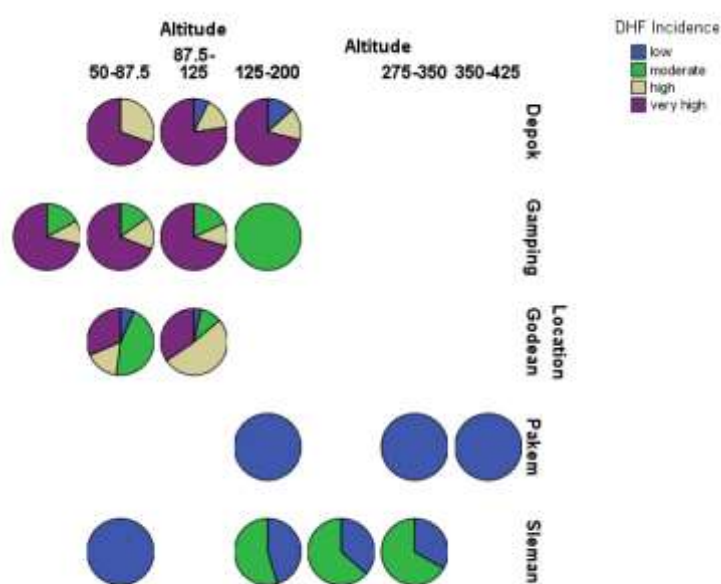 Altitude
Altitude
87.5-
50-87.5 125 125-200 275-350 350-425
DHF Incidence
low
moderate
high
very high
Depok
Gamping
Godean
Location
Pakem
Sleman